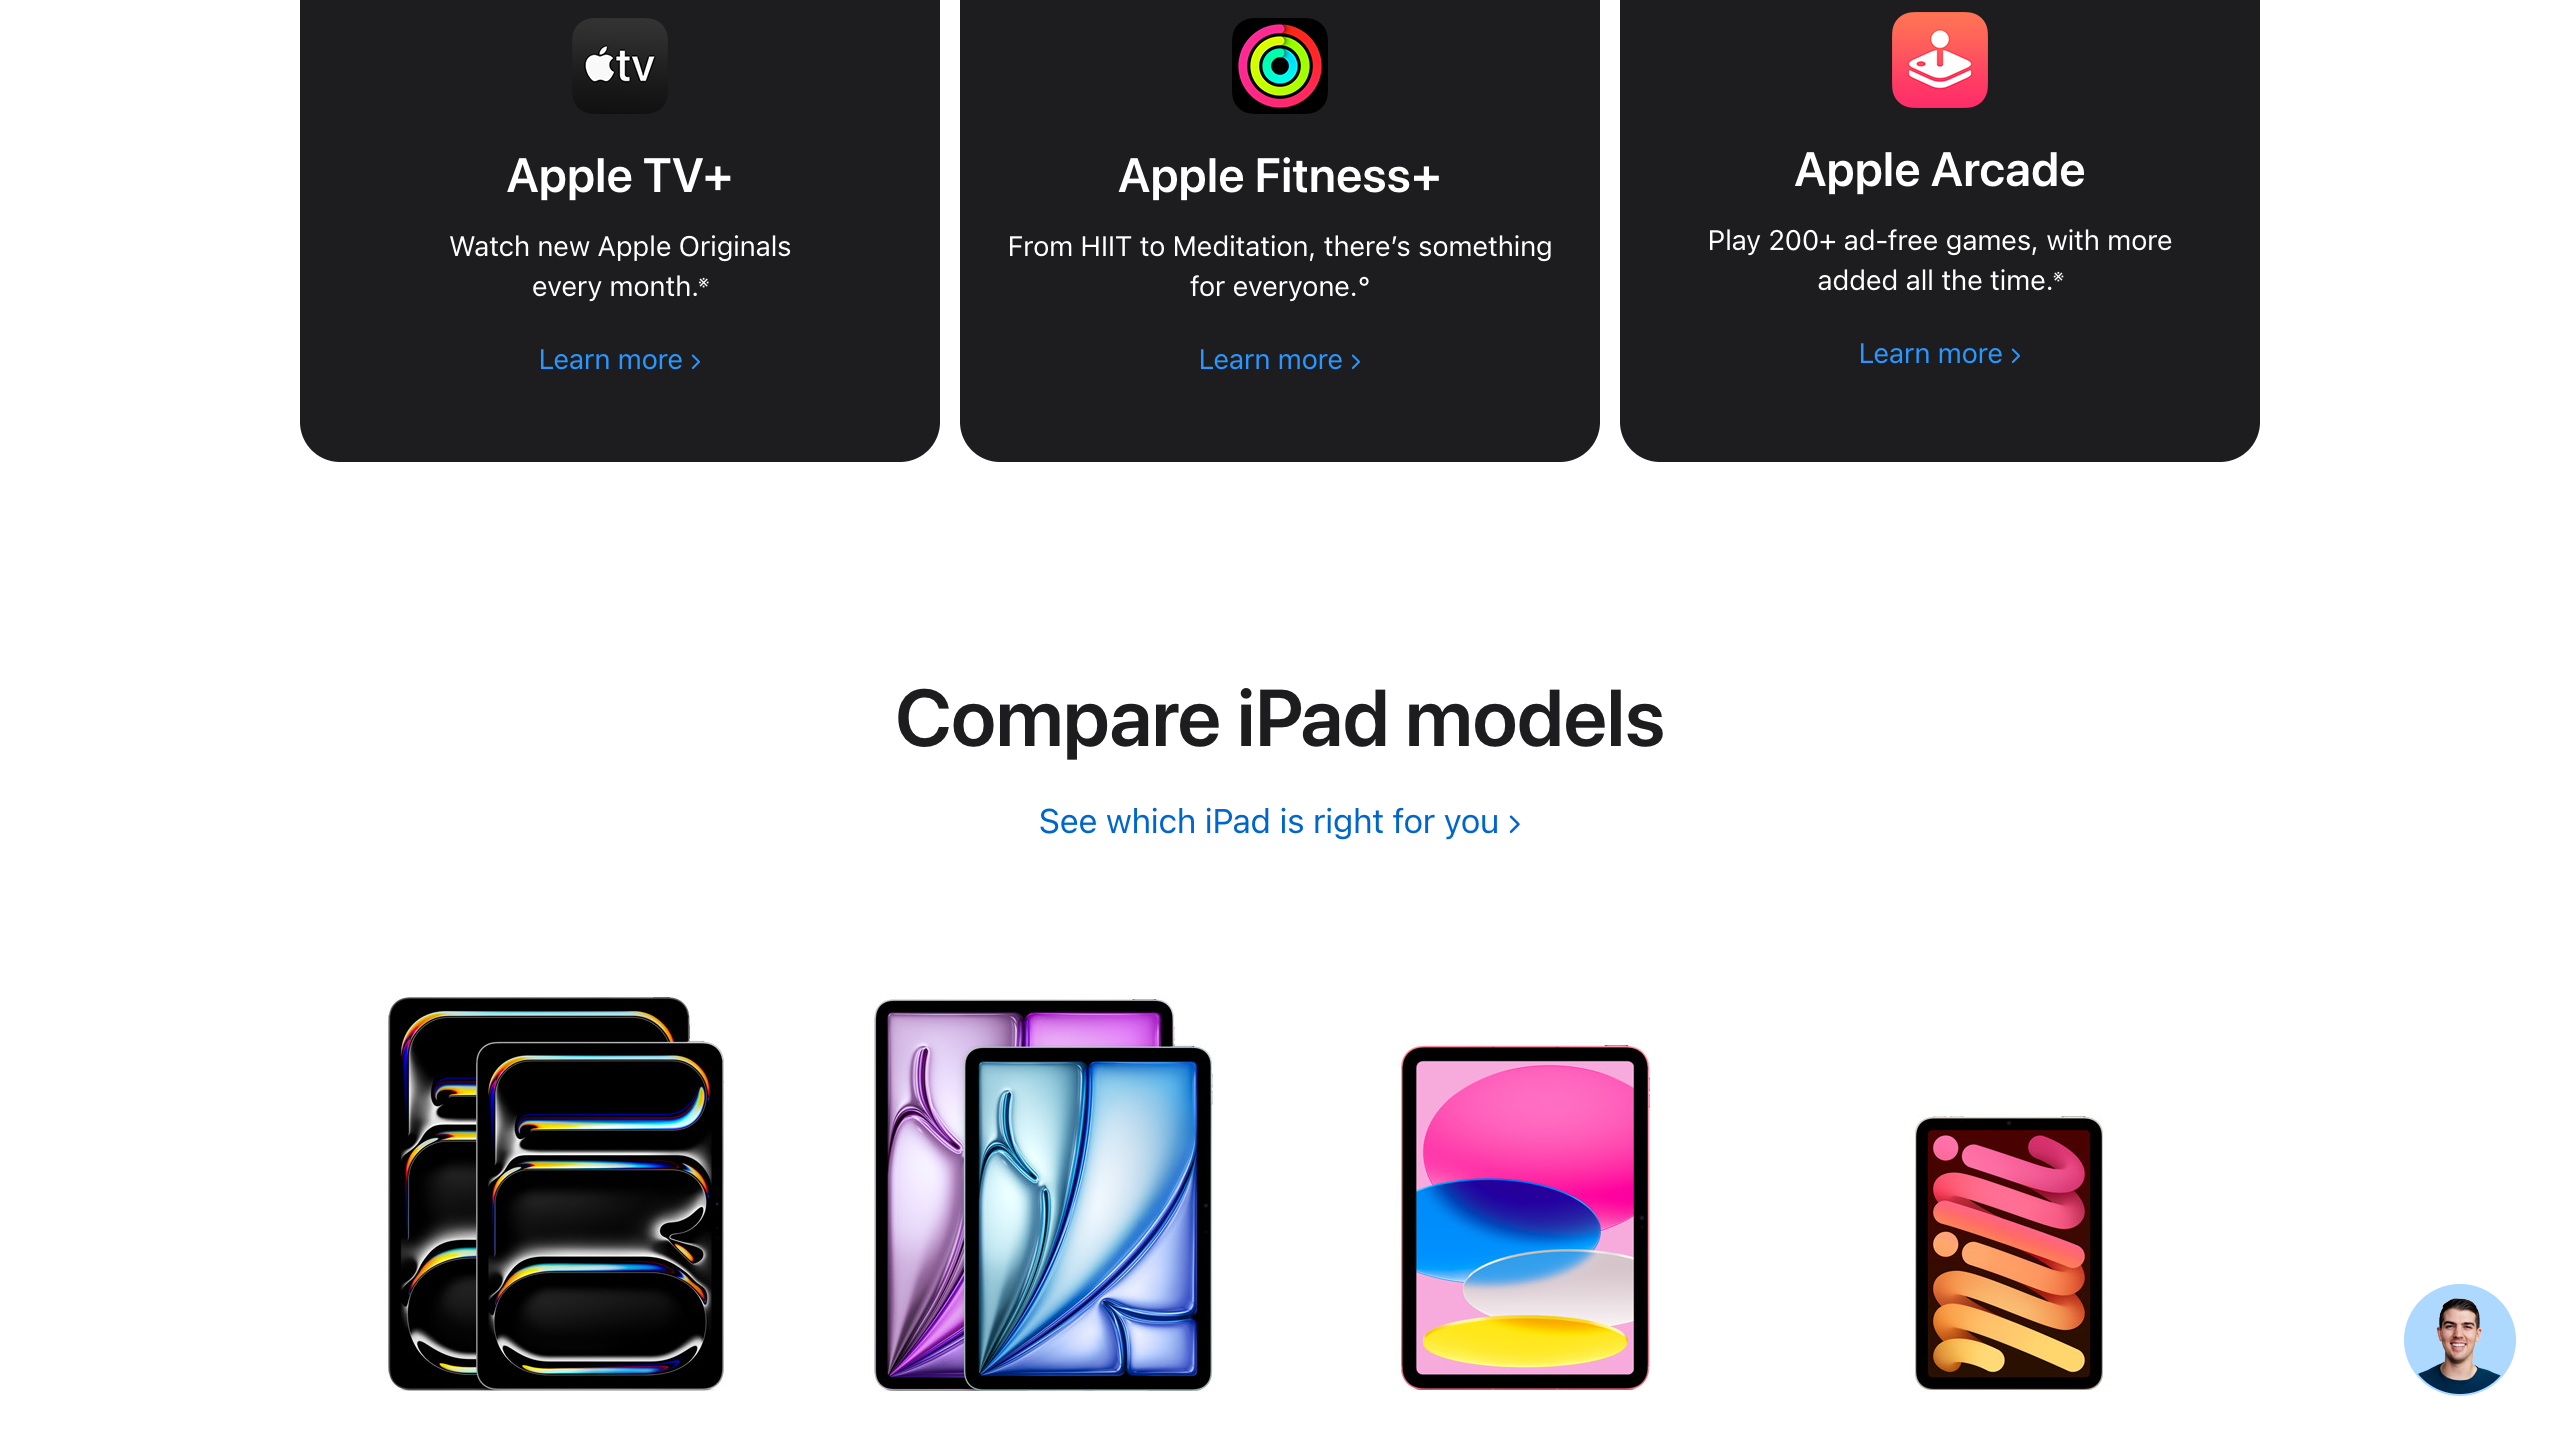 tv
Apple TV+
Watch new Apple Originals
every month.※
Learn more >
Apple Fitness+
From HIIT to Meditation, there’s something
for everyone.°
Learn more >
Apple Arcade
Play 200+ ad-free games, with more
added all the time.※
Learn more >
Compare iPad models
See which iPad is right for you >